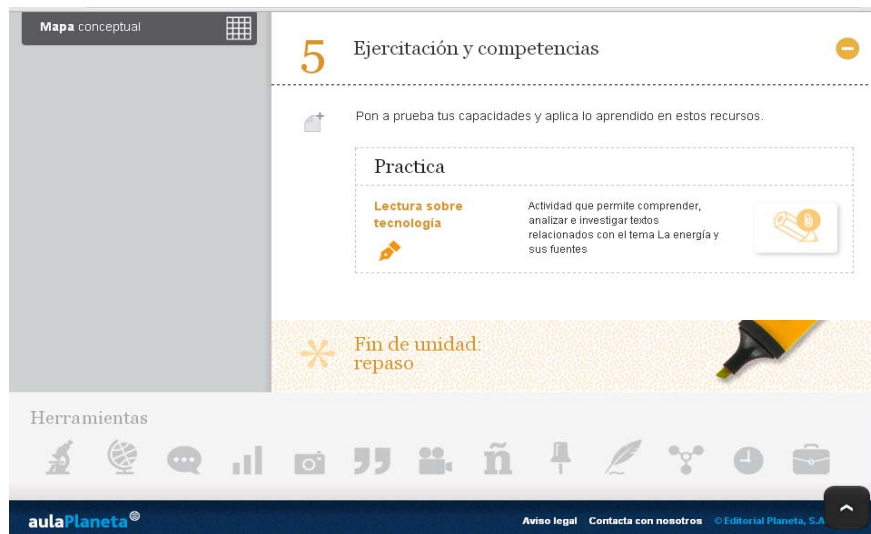 Mapa conceptual
5 Ejercitación y competencias
Pon a prueba tus capacidades y aplica lo aprendido en estos recursos.
Practica
Lectura sobre
tecnología
Actividad que permite comprender,
analizar e investigar textos
relacionados con el tema La energía y
sus fuentes
Fin de unidad:
repaso
Herramientas
ñ
aulaPlaneta
Aviso legal Contacta con nosotros © Editorial Planeta, S.A